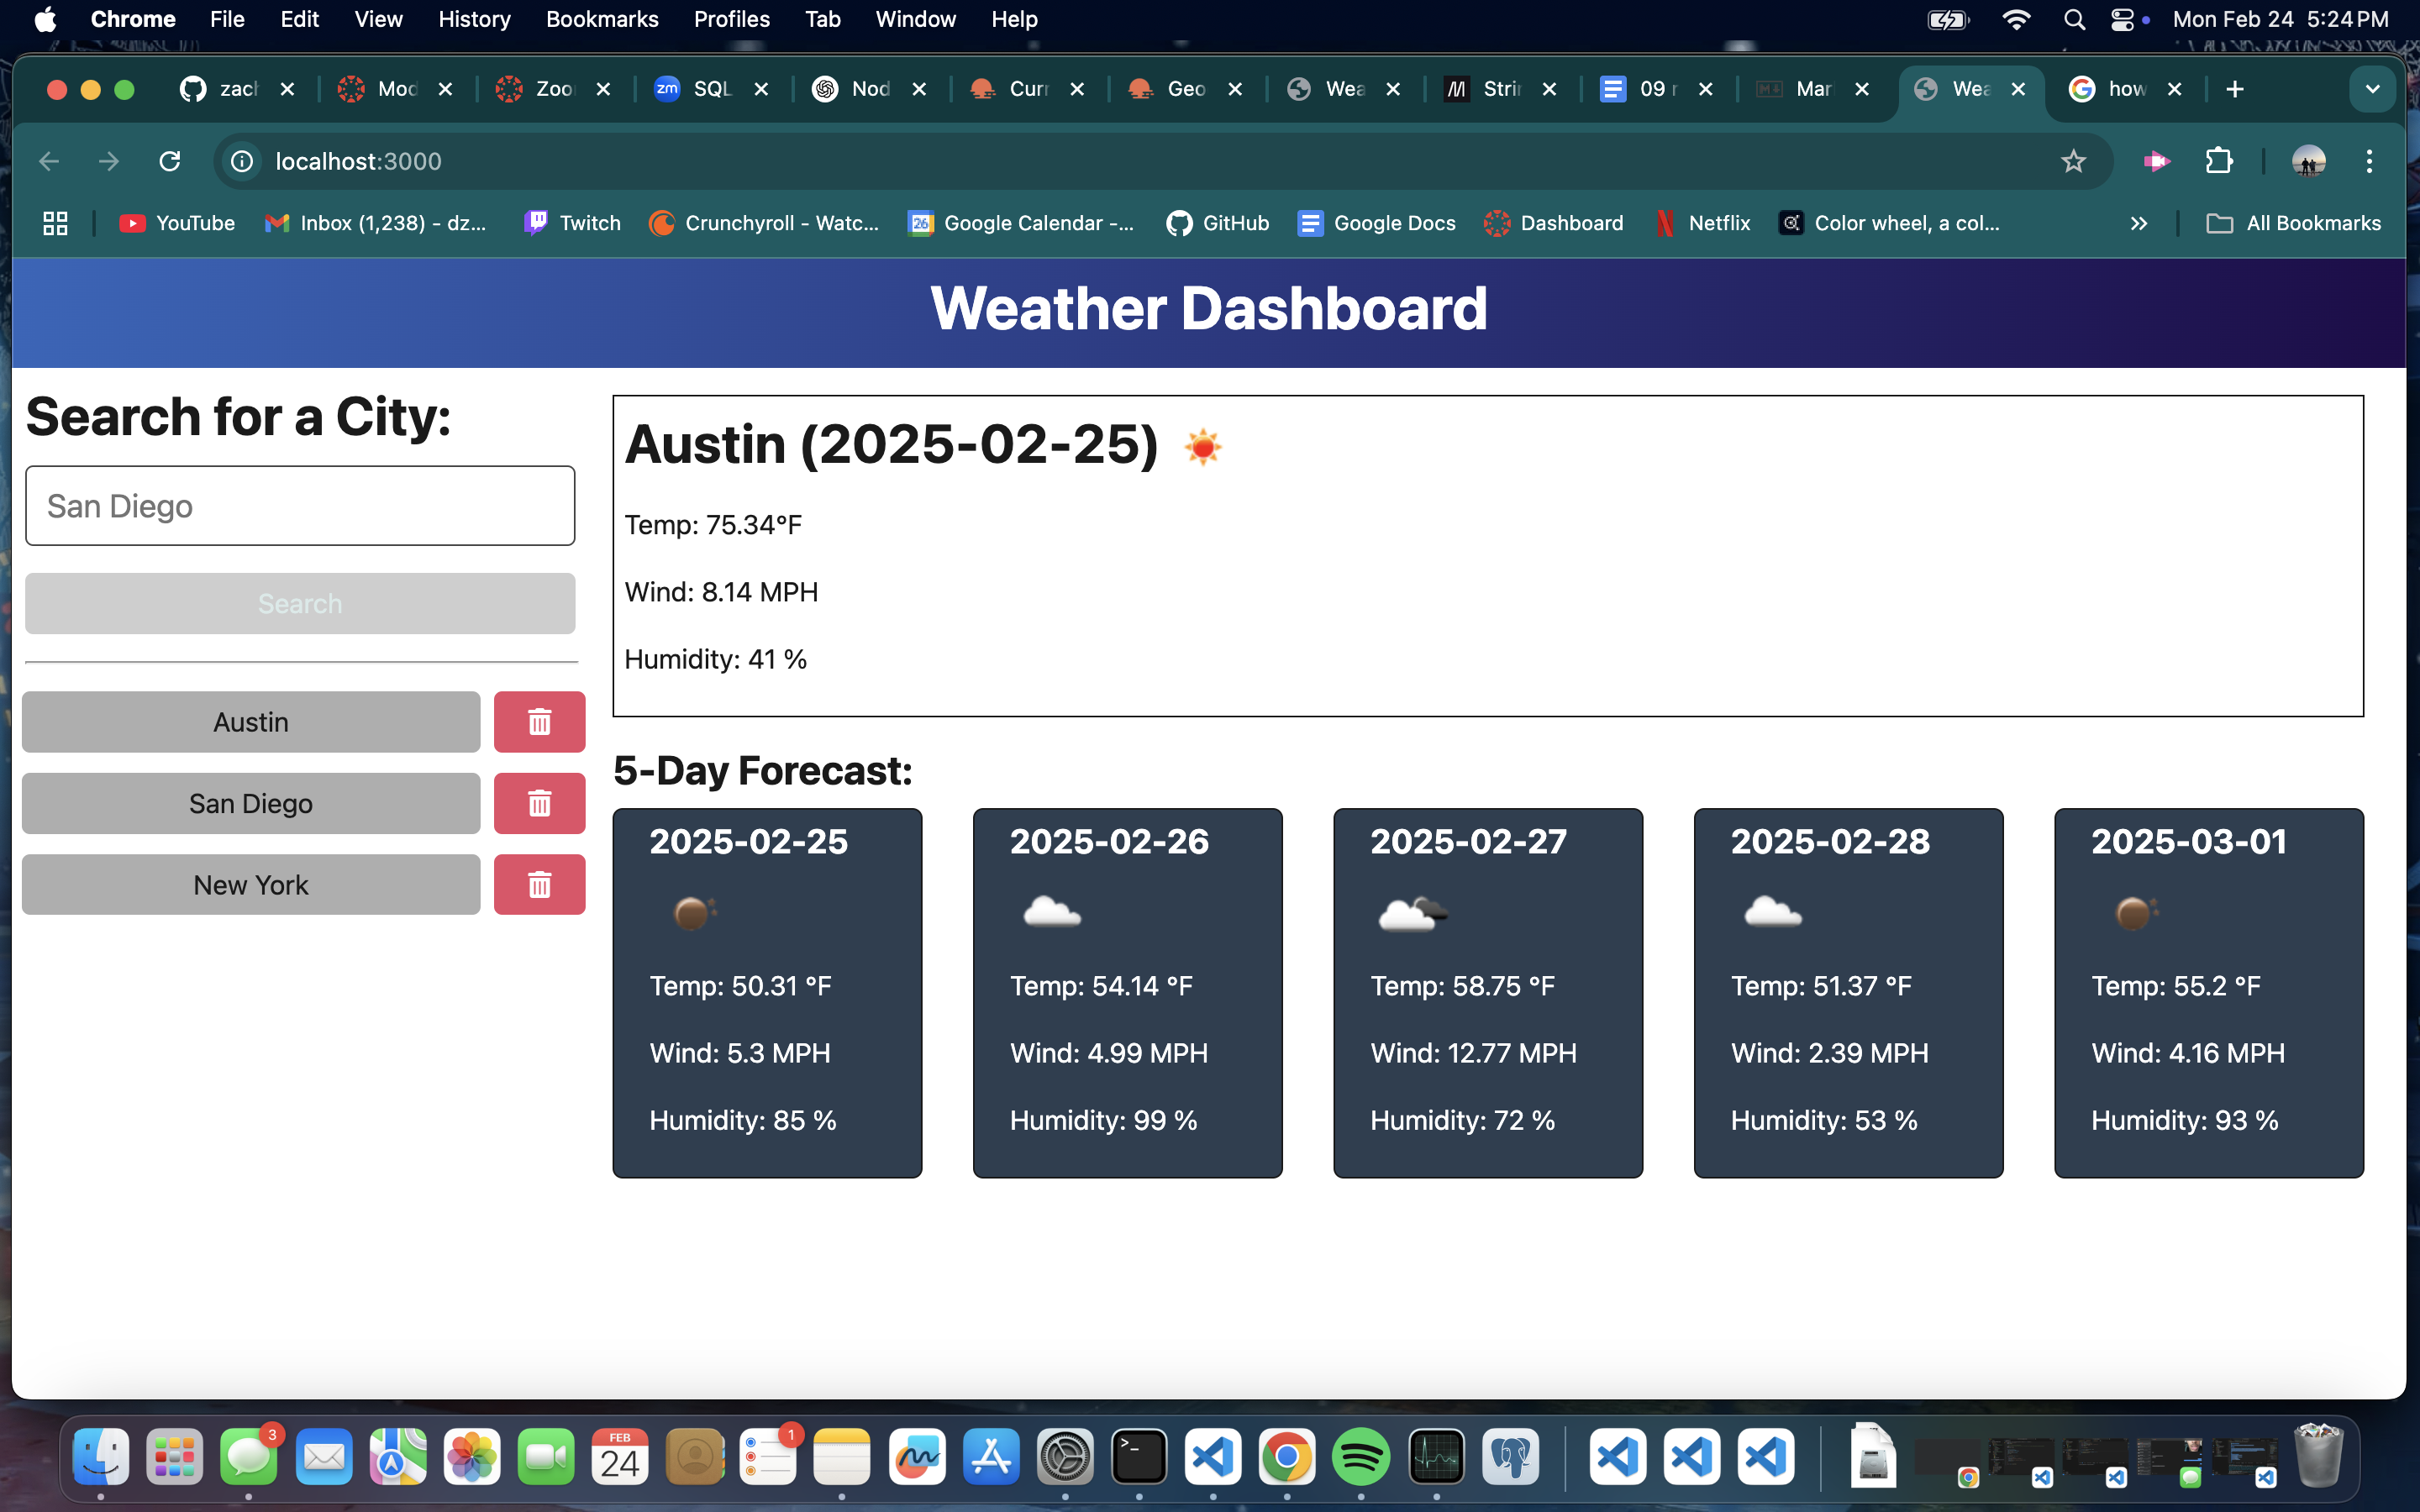 Chrome File Edit View History Bookmarks Profiles Tab Window Help Mon Feb 24 5:24 PM
zach Mod Zoo zm SQL Nod Curr Geo Wea Strin 09 Mar Wea how
localhost:3000
YouTube Inbox (1,238) - dz... Twitch Crunchyroll - Watc... 26 Google Calendar -... GitHub Google Docs Dashboard Netflix Color wheel, a col... All Bookmarks
Weather Dashboard
Search for a City:
San Diego
Search
Austin
San Diego
New York
Austin (2025-02-25)
Temp: 75.34°F
Wind: 8.14 MPH
Humidity: 41 %
5-Day Forecast:
2025-02-25
Temp: 50.31 °F
Wind: 5.3 MPH
Humidity: 85 %
2025-02-26
Temp: 54.14 °F
Wind: 4.99 MPH
Humidity: 99 %
2025-02-27
Temp: 58.75 °F
Wind: 12.77 MPH
Humidity: 72 %
2025-02-28
Temp: 51.37 °F
Wind: 2.39 MPH
Humidity: 53 %
2025-03-01
Temp: 55.2 °F
Wind: 4.16 MPH
Humidity: 93 %
3 FEB 24 1